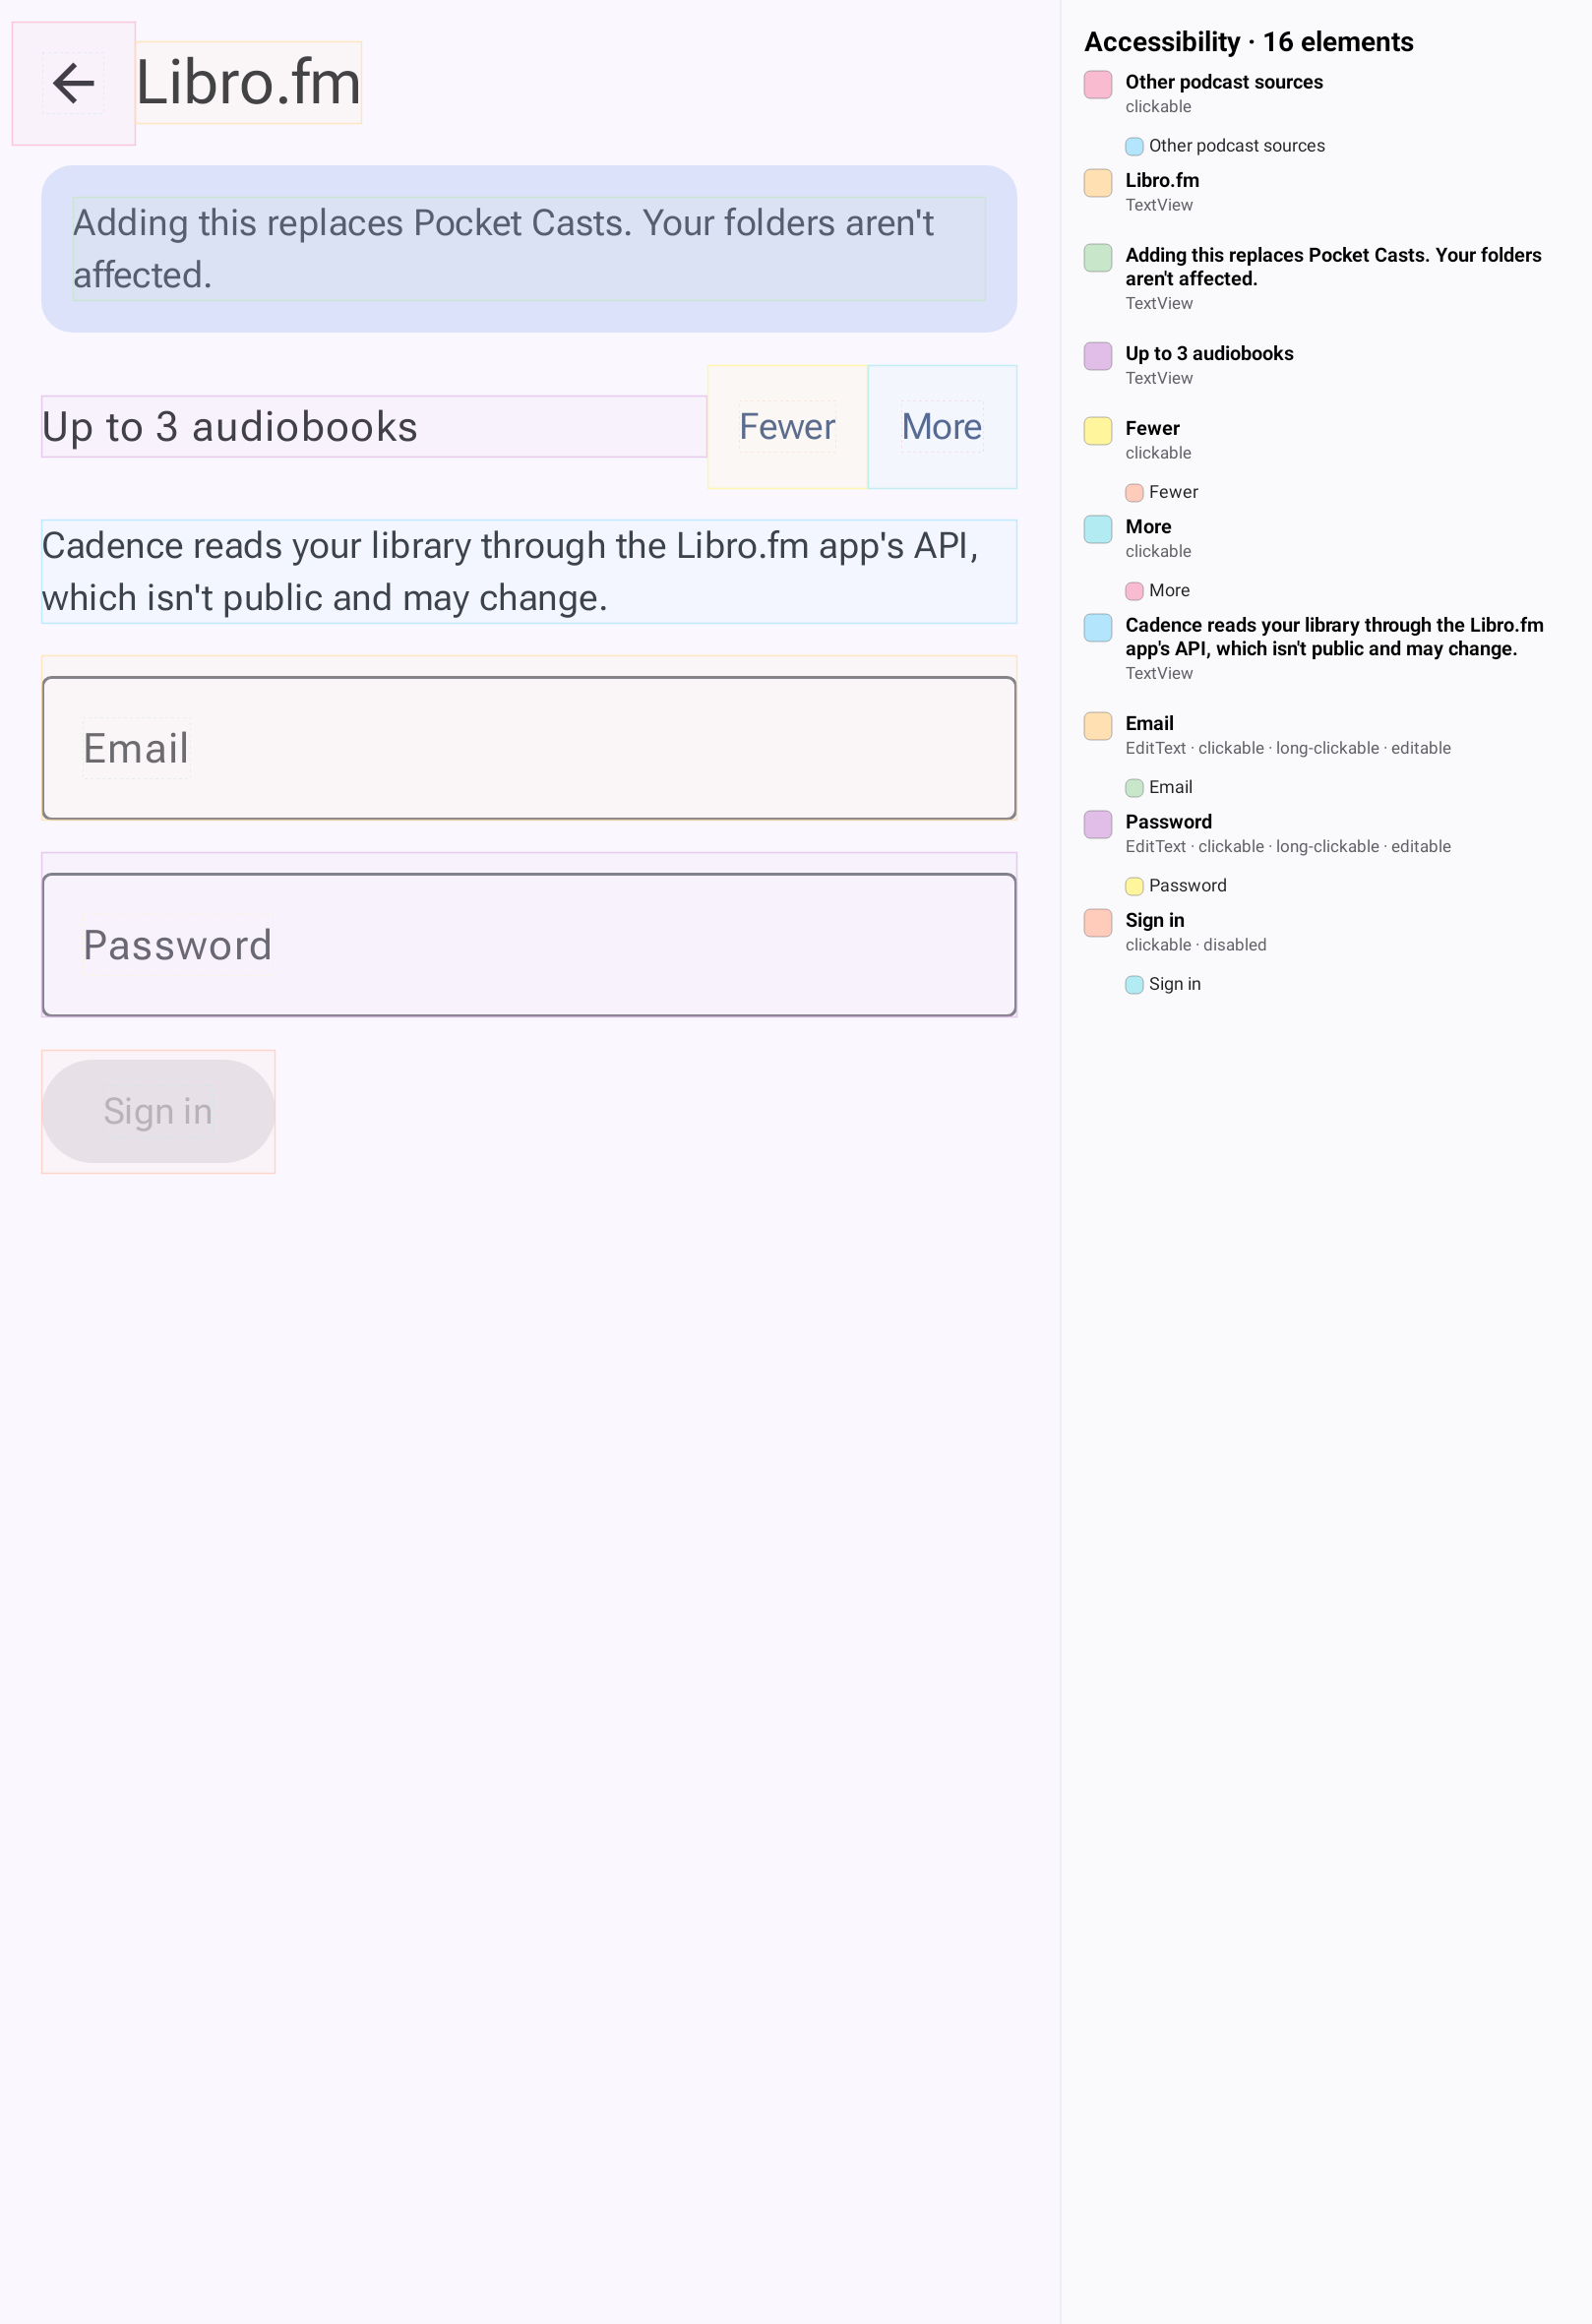 Libro.fm
Adding this replaces Pocket Casts. Your folders aren't
affected.
Up to 3 audiobooks
Fewer
More
Cadence reads your library through the Libro.fm app's API,
which isn't public and may change.
Email
Password
Sign in
Accessibility · 16 elements
Other podcast sources
clickable
Other podcast sources
Libro.fm
TextView
Adding this replaces Pocket Casts. Your folders
aren't affected.
TextView
Up to 3 audiobooks
TextView
Fewer
clickable
Fewer
More
clickable
More
Cadence reads your library through the Libro.fm
app's API, which isn't public and may change.
TextView
Email
EditText · clickable · long-clickable · editable
Email
Password
EditText · clickable · long-clickable · editable
Password
Sign in
clickable · disabled
Sign in